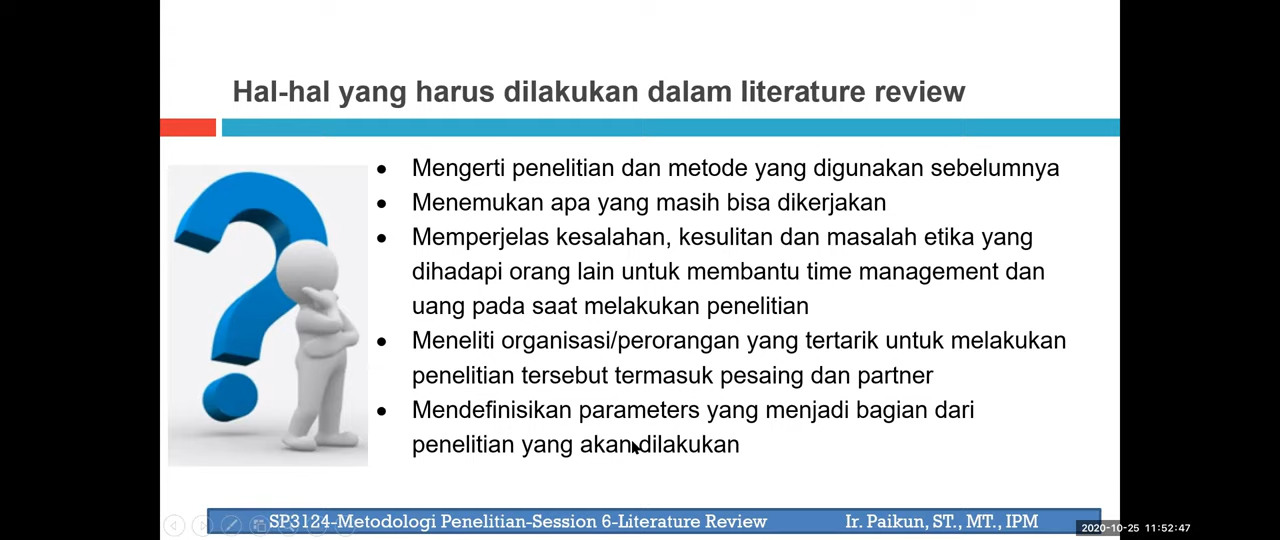 Hal-hal yang harus dilakukan dalam literature review
• Mengerti penelitian dan metode yang digunakan sebelumnya
• Menemukan apa yang masih bisa dikerjakan
• Memperjelas kesalahan, kesulitan dan masalah etika yang
dihadapi orang lain untuk membantu time management dan
uang pada saat melakukan penelitian
• Meneliti organisasi/perorangan yang tertarik untuk melakukan
penelitian tersebut termasuk pesaing dan partner
• Mendefinisikan parameters yang menjadi bagian dari
penelitian yang akan dilakukan
SP3124-Metodologi Penelitian-Session 6-Literature Review Ir. Paikun, ST., MT., IPM
2020-10-25 11:52:47